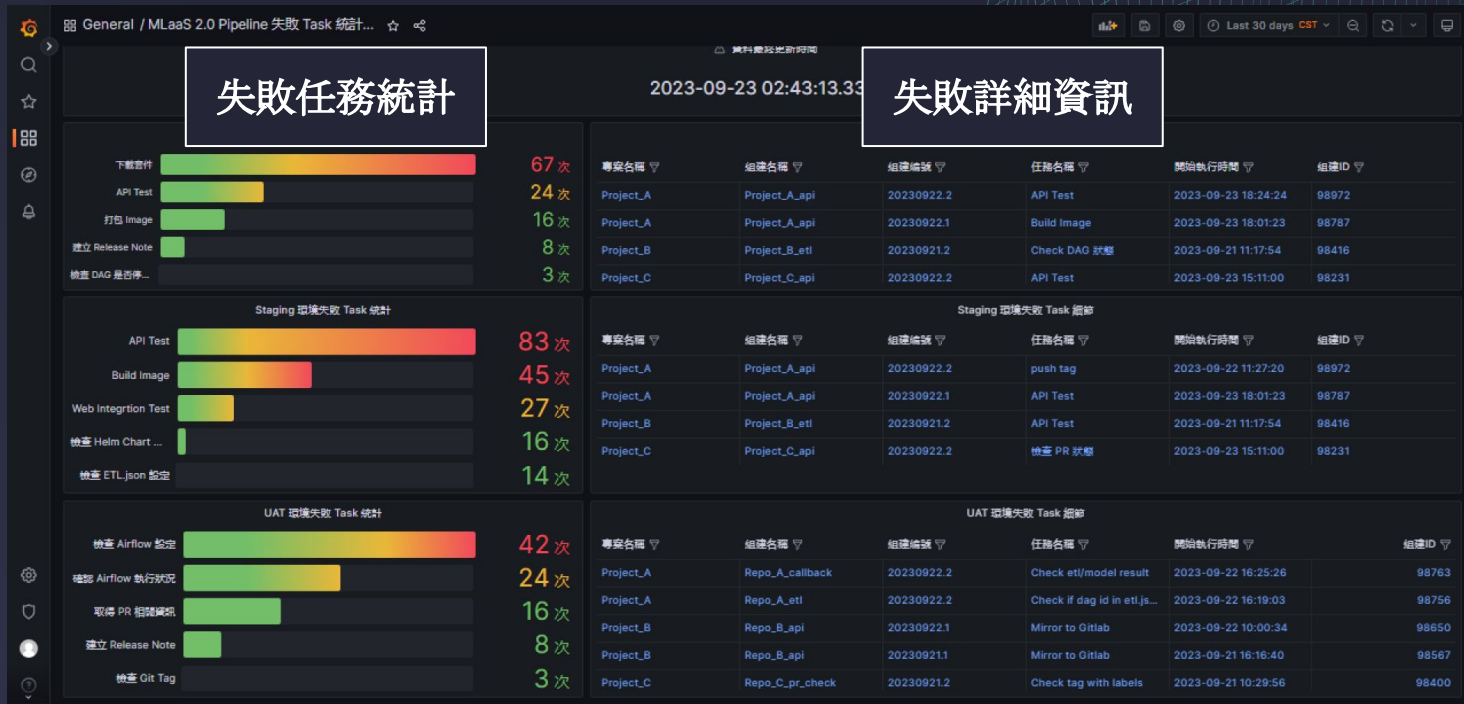 General / MLaaS 2.0 Pipeline 失敗 Task 統計...
Last 30 days CST
資料最終更新時間
2023-09-23 02:43:13.33
失敗任務統計
失敗詳細資訊
下載套件 67 次
API Test 24 次
打包 Image 16 次
建立 Release Note 8 次
檢查 DAG 是否停... 3 次
專案名稱 組建名稱 組建編號 任務名稱 開始執行時間 組建ID
Project_A Project_A_api 20230922.2 API Test 2023-09-23 18:24:24 98972
Project_A Project_A_api 20230922.1 Build Image 2023-09-23 18:01:23 98787
Project_B Project_B_etl 20230921.2 Check DAG 狀態 2023-09-21 11:17:54 98416
Project_C Project_C_api 20230922.2 API Test 2023-09-23 15:11:00 98231
Staging 環境失敗 Task 統計
API Test 83 次
Build Image 45 次
Web Integrtion Test 27 次
檢查 Helm Chart ... 16 次
檢查 ETL.json 設定 14 次
Staging 環境失敗 Task 細節
專案名稱 組建名稱 組建編號 任務名稱 開始執行時間 組建ID
Project_A Project_A_api 20230922.2 push tag 2023-09-22 11:27:20 98972
Project_A Project_A_api 20230922.1 API Test 2023-09-23 18:01:23 98787
Project_B Project_B_etl 20230921.2 API Test 2023-09-21 11:17:54 98416
Project_C Project_C_api 20230922.2 檢查 PR 狀態 2023-09-23 15:11:00 98231
UAT 環境失敗 Task 統計
檢查 Airflow 設定 42 次
確認 Airflow 執行狀況 24 次
取得 PR 相關資訊 16 次
建立 Release Note 8 次
檢查 Git Tag 3 次
UAT 環境失敗 Task 細節
專案名稱 組建名稱 組建編號 任務名稱 開始執行時間 組建ID
Project_A Repo_A_callback 20230922.2 Check etl/model result 2023-09-22 16:25:26 98763
Project_A Repo_A_etl 20230922.2 Check if dag id in etl.js... 2023-09-22 16:19:03 98756
Project_B Repo_B_api 20230922.1 Mirror to Gitlab 2023-09-22 10:00:34 98650
Project_B Repo_B_api 20230921.1 Mirror to Gitlab 2023-09-21 16:16:40 98567
Project_C Repo_C_pr_check 20230921.2 Check tag with labels 2023-09-21 10:29:56 98400